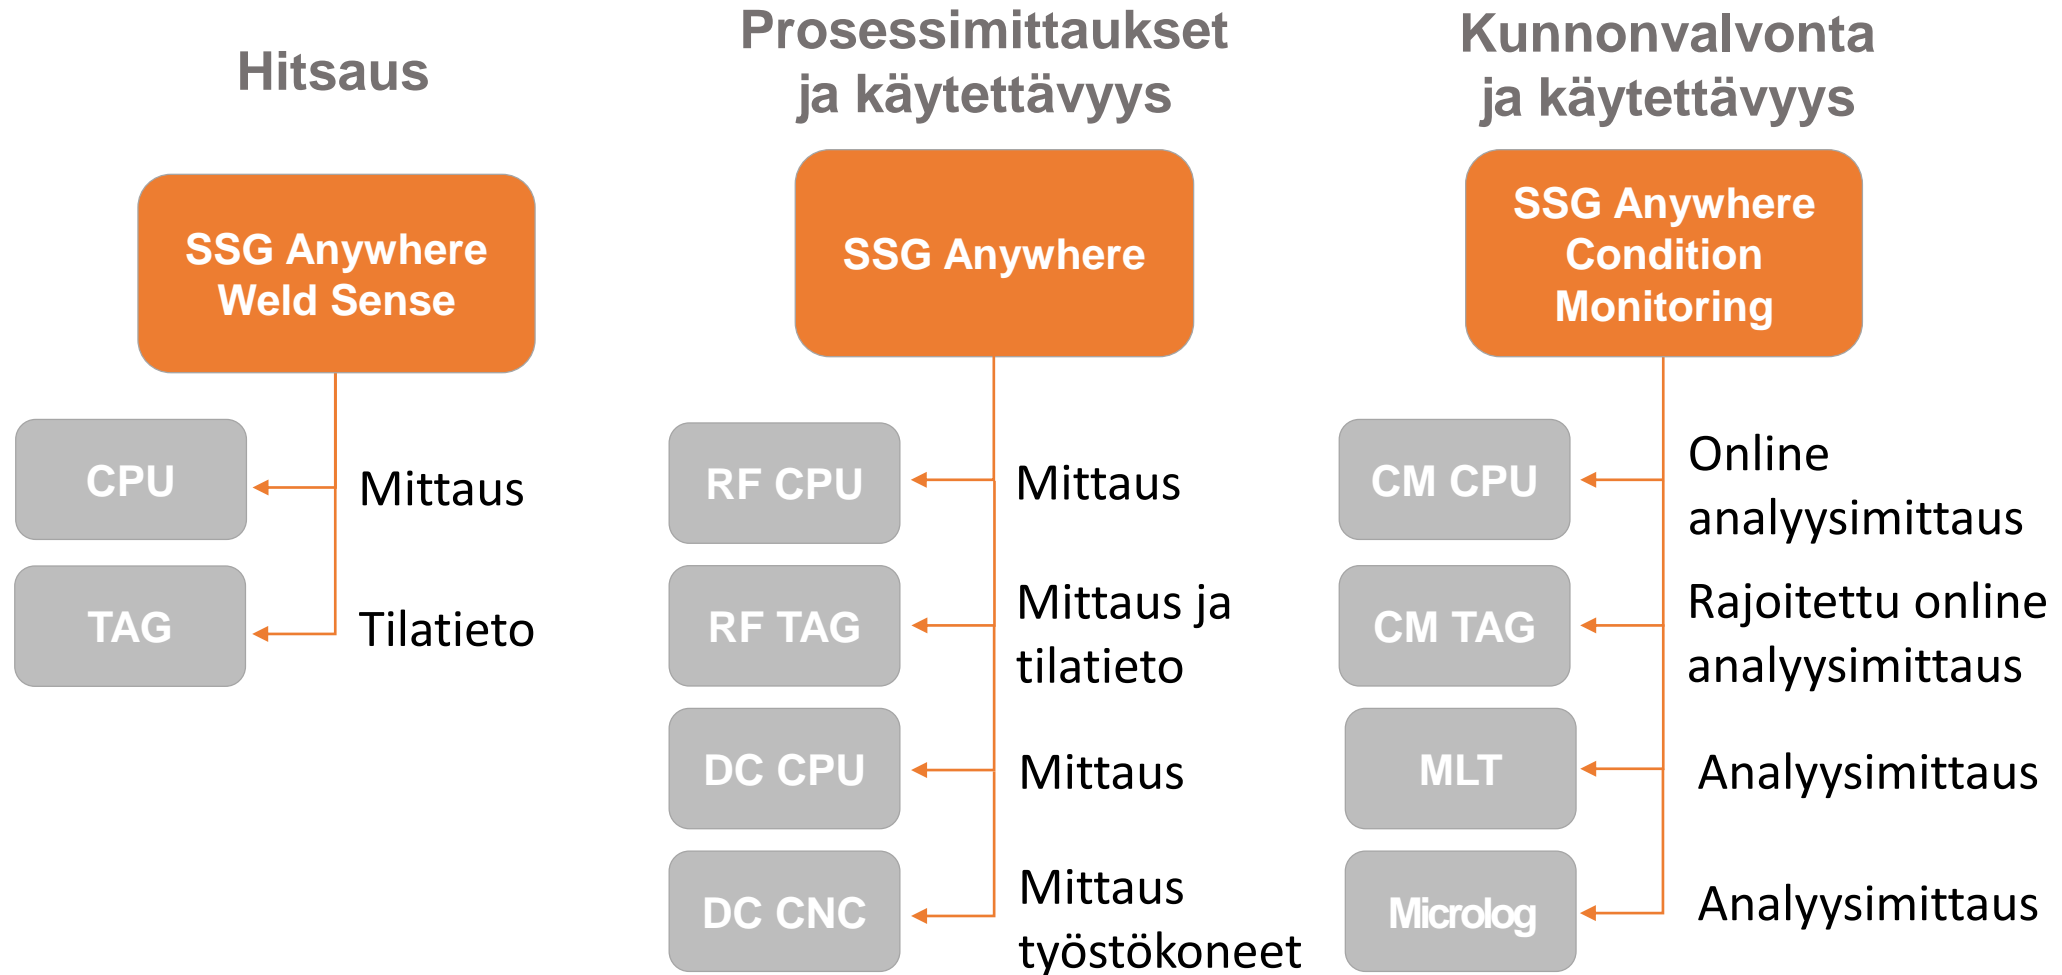 Hitsaus
SSG Anywhere
Weld Sense
CPU
Mittaus
TAG
Tilatieto
Prosessimittaukset
ja käytettävyys
SSG Anywhere
RF CPU
Mittaus
RF TAG
Mittaus ja
tilatieto
DC CPU
Mittaus
DC CNC
Mittaus
työstökoneet
Kunnonvalvonta
ja käytettävyys
SSG Anywhere
Condition
Monitoring
CM CPU
Online
analyysimittaus
CM TAG
Rajoitettu online
analyysimittaus
MLT
Analyysimittaus
Microlog
Analyysimittaus